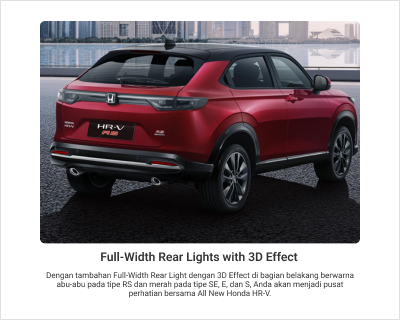 HR-V
RS
Full-Width Rear Lights with 3D Effect
Dengan tambahan Full-Width Rear Light dengan 3D Effect di bagian belakang berwarna
abu-abu pada tipe RS dan merah pada tipe SE, E, dan S, Anda akan menjadi pusat
perhatian bersama All New Honda HR-V.